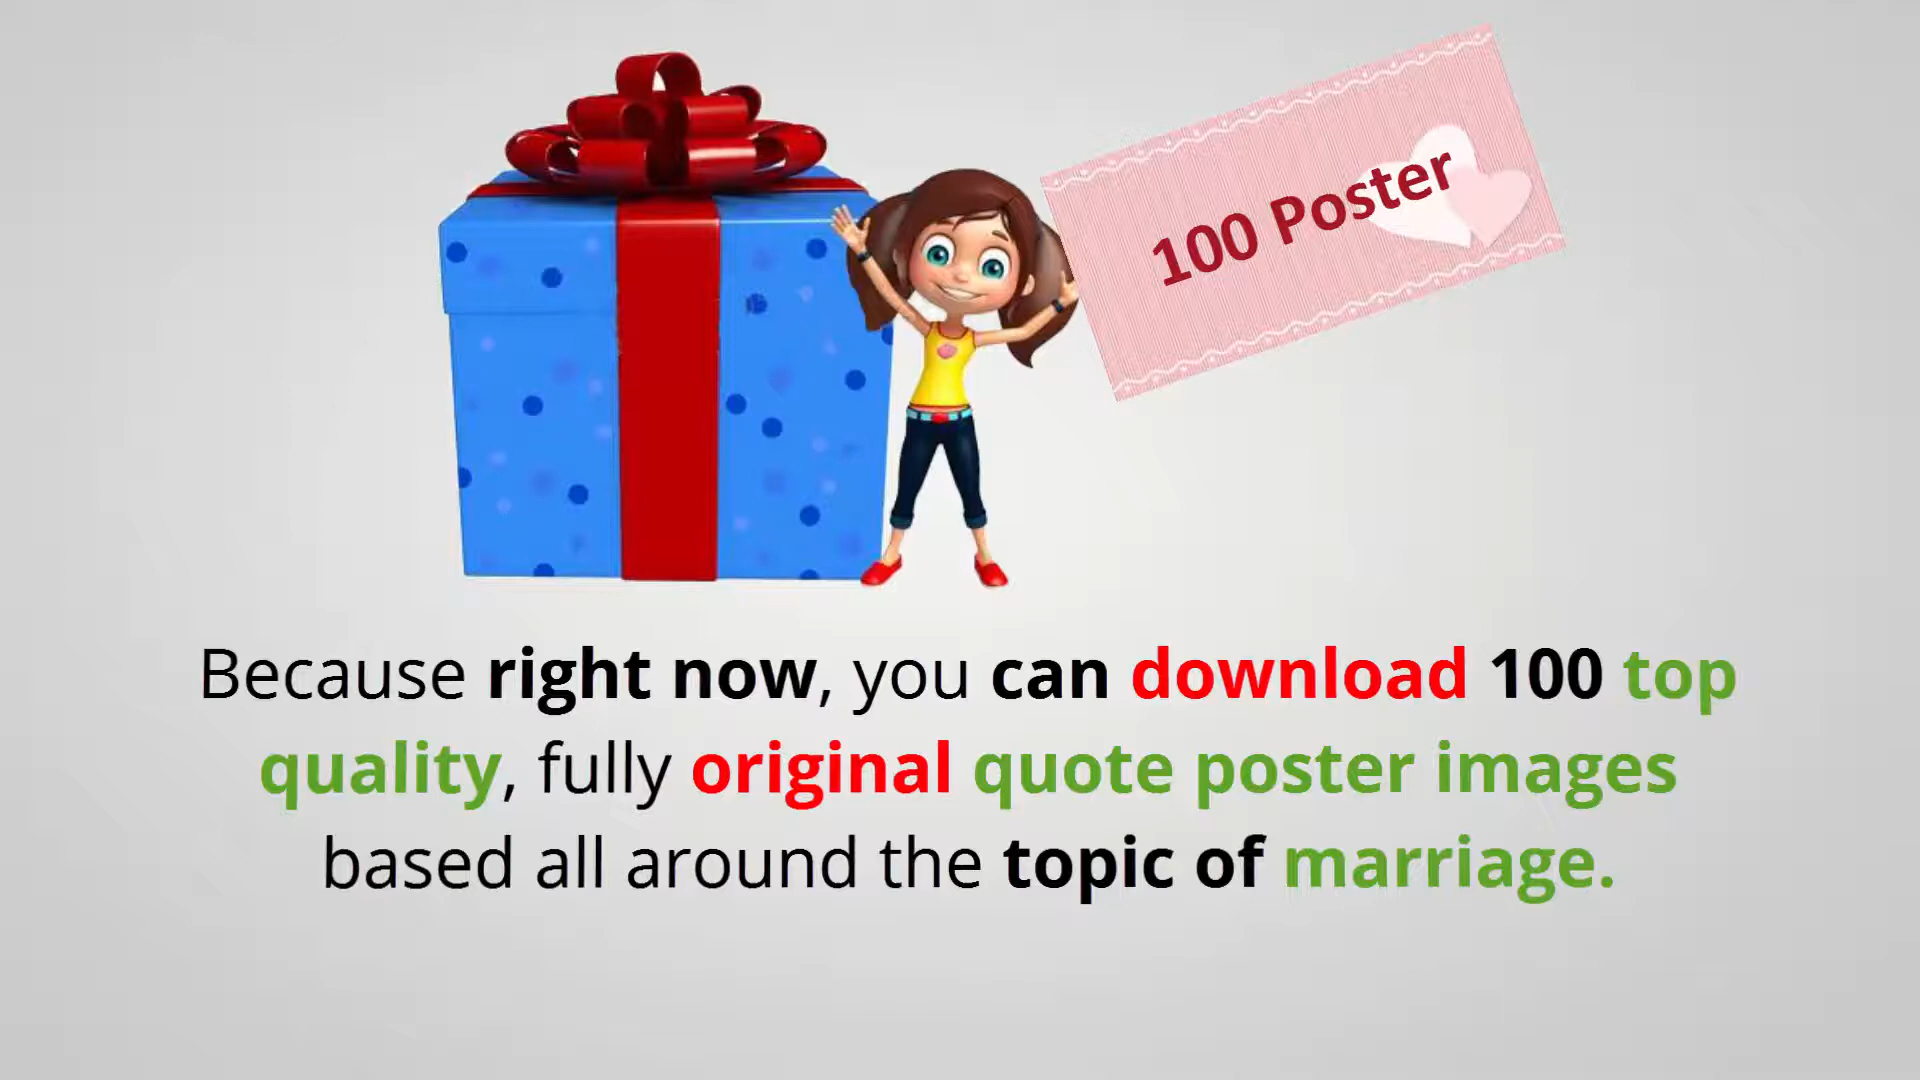 100 Poster
Because right now, you can download 100 top
quality, fully original quote poster images
based all around the topic of marriage.